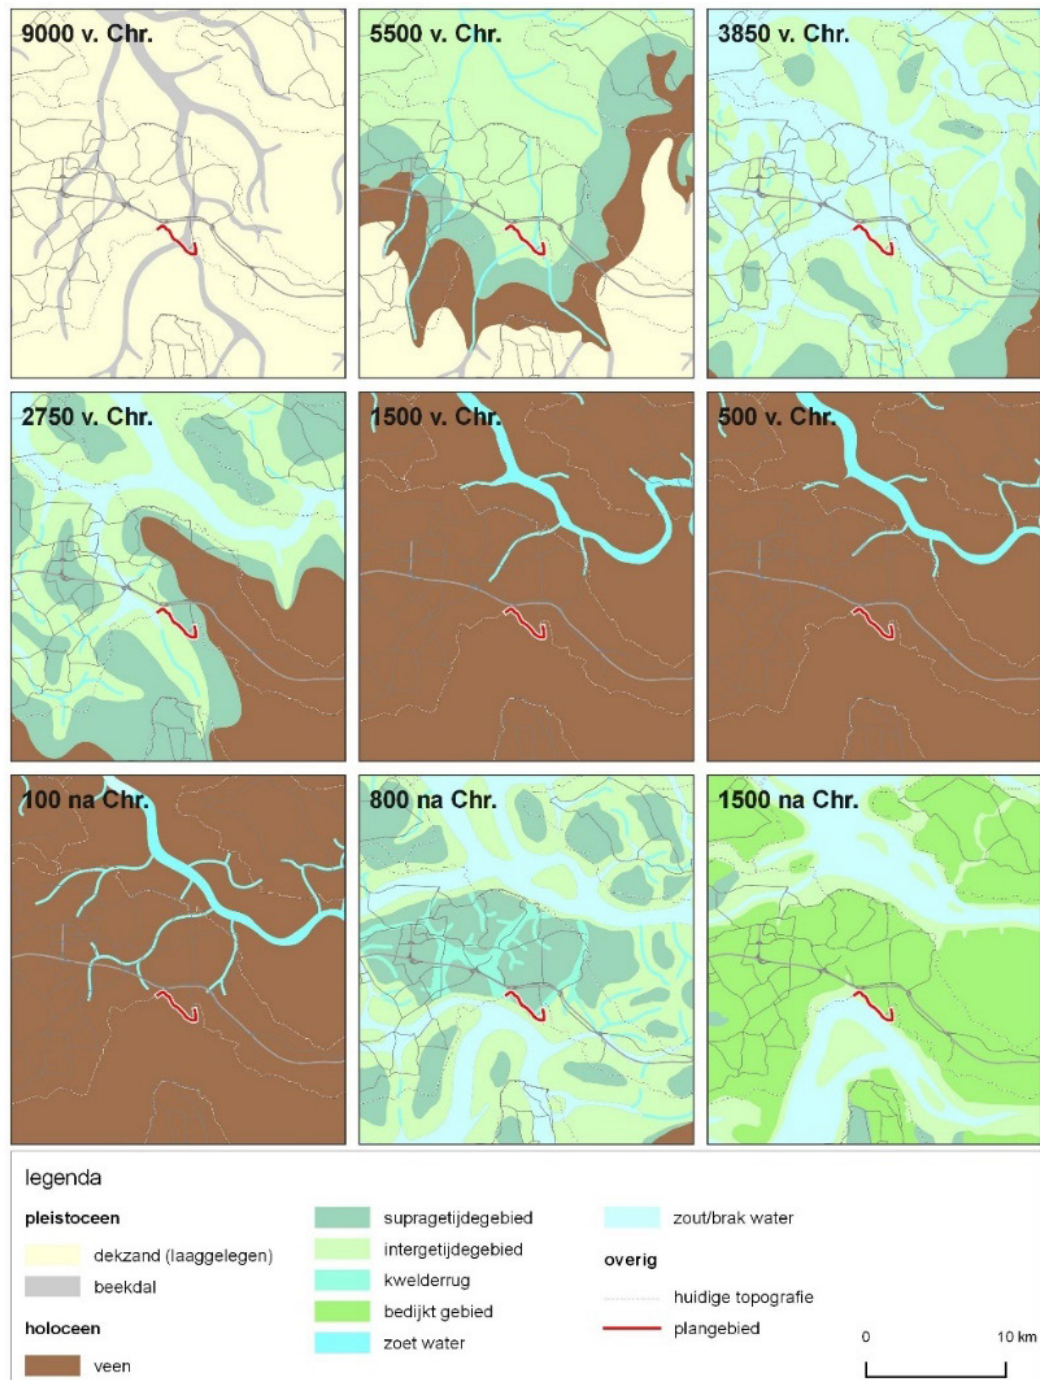 9000 v. Chr.
5500 v. Chr.
3850 v. Chr.
2750 v. Chr.
1500 v. Chr.
500 v. Chr.
100 na Chr.
800 na Chr.
1500 na Chr.
legenda
pleistoceen
dekzand (laaggelegen)
beekdal
holoceen
veen
supragetijdegebied
intergetijdegebied
kwelderrug
bedijkt gebied
zoet water
zout/brak water
overig
huidige topografie
plangebied
0 10 km